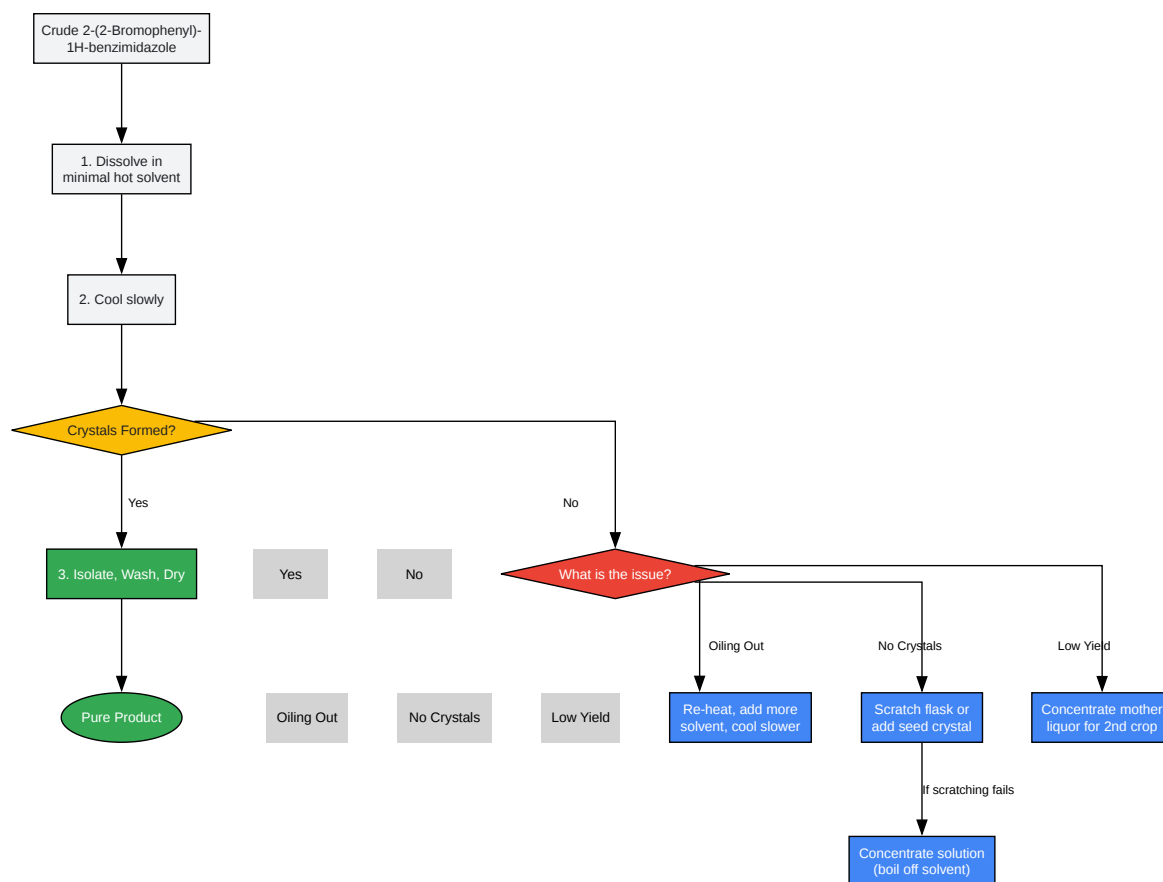 Crude 2-(2-Bromophenyl)-
1H-benzimidazole
1. Dissolve in
minimal hot solvent
2. Cool slowly
Crystals Formed?
Yes
No
3. Isolate, Wash, Dry
Yes
No
What is the issue?
Oiling Out
No Crystals
Low Yield
Pure Product
Oiling Out
No Crystals
Low Yield
Re-heat, add more
solvent, cool slower
Scratch flask or
add seed crystal
Concentrate mother
liquor for 2nd crop
If scratching fails
Concentrate solution
(boil off solvent)